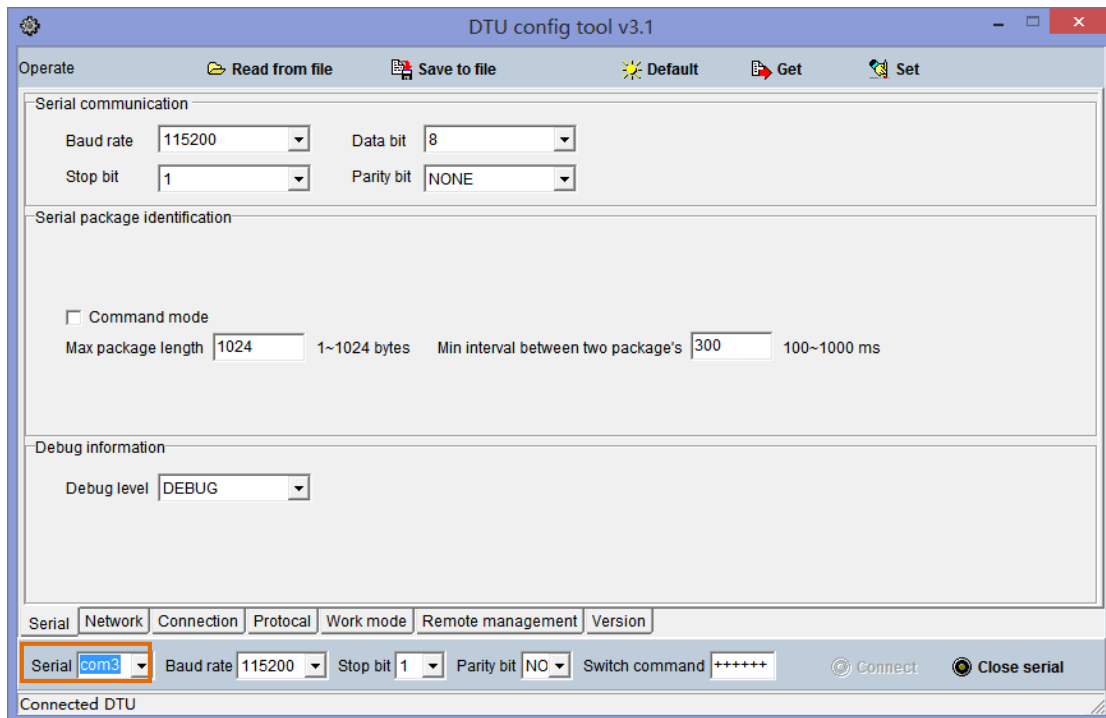 DTU config tool v3.1
Operate Read from file Save to file Default Get Set
Serial communication
Baud rate 115200 Data bit 8
Stop bit 1 Parity bit NONE
Serial package identification
Command mode
Max package length 1024 1~1024 bytes Min interval between two package's 300 100~1000 ms
Debug information
Debug level DEBUG
Serial Network Connection Protocal Work mode Remote management Version
Serial com3 Baud rate 115200 Stop bit 1 Parity bit NO Switch command ++++++ Connect Close serial
Connected DTU